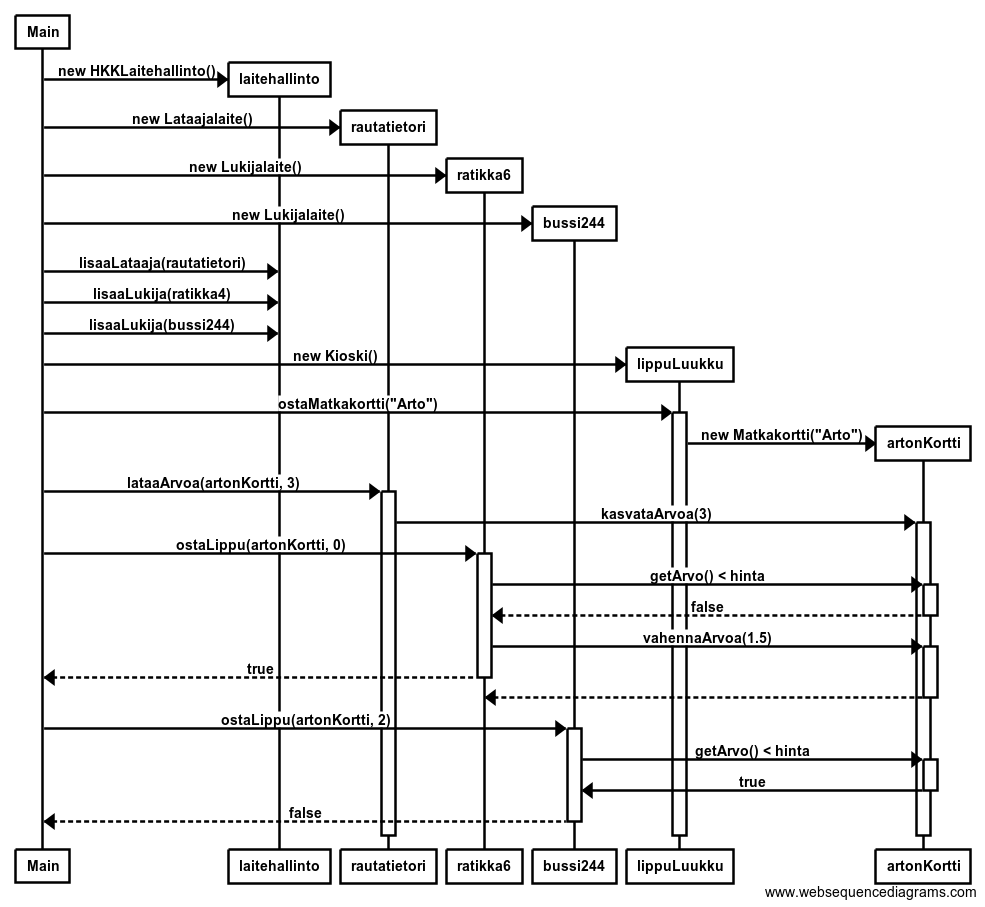 Main
new HKKLaitehallinto()
laitehallinto
new Lataajalaite()
rautatietori
new Lukijalaite()
ratikka6
new Lukijalaite()
bussi244
lisaaLataaja(rautatietori)
lisaaLukija(ratikka4)
lisaaLukija(bussi244)
new Kioski()
lippuLuukku
ostaMatkakortti("Arto")
new Matkakortti("Arto")
artonKortti
lataaArvoa(artonKortti, 3)
kasvataArvoa(3)
ostaLippu(artonKortti, 0)
getArvo() < hinta
false
vahennaArvoa(1.5)
true
ostaLippu(artonKortti, 2)
getArvo() < hinta
true
false
Main laitehallinto rautatietori ratikka6 bussi244 lippuLuukku artonKortti
www.websequencediagrams.com